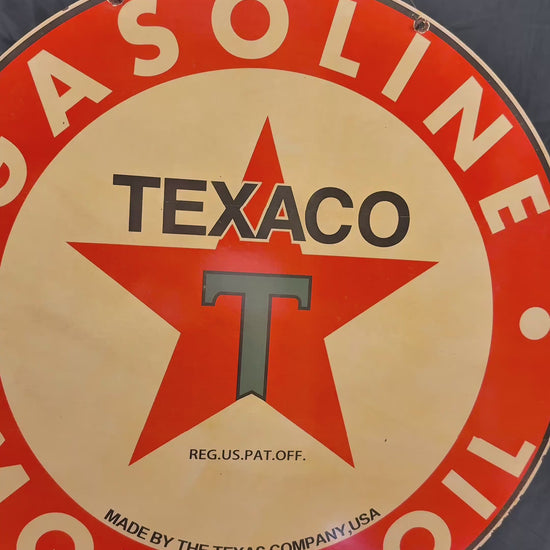 GASOLINE
TEXACO
T
REG.US.PAT.OFF.
MADE BY THE TEXAS COMPANY,USA
OIL